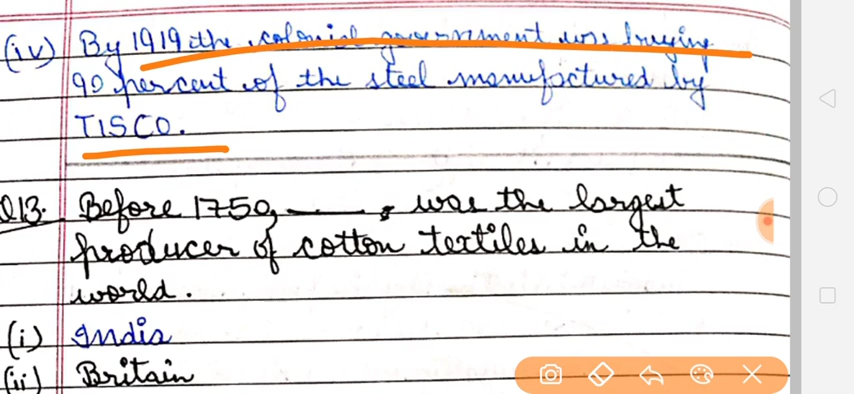 (iv) By 1919 the colonial government was buying
90 percent of the steel manufactured by
TISCO.
Q13. Before 1750, ____, was the largest
producer of cotton textiles in the
world.
(i) India
(ii) Britain